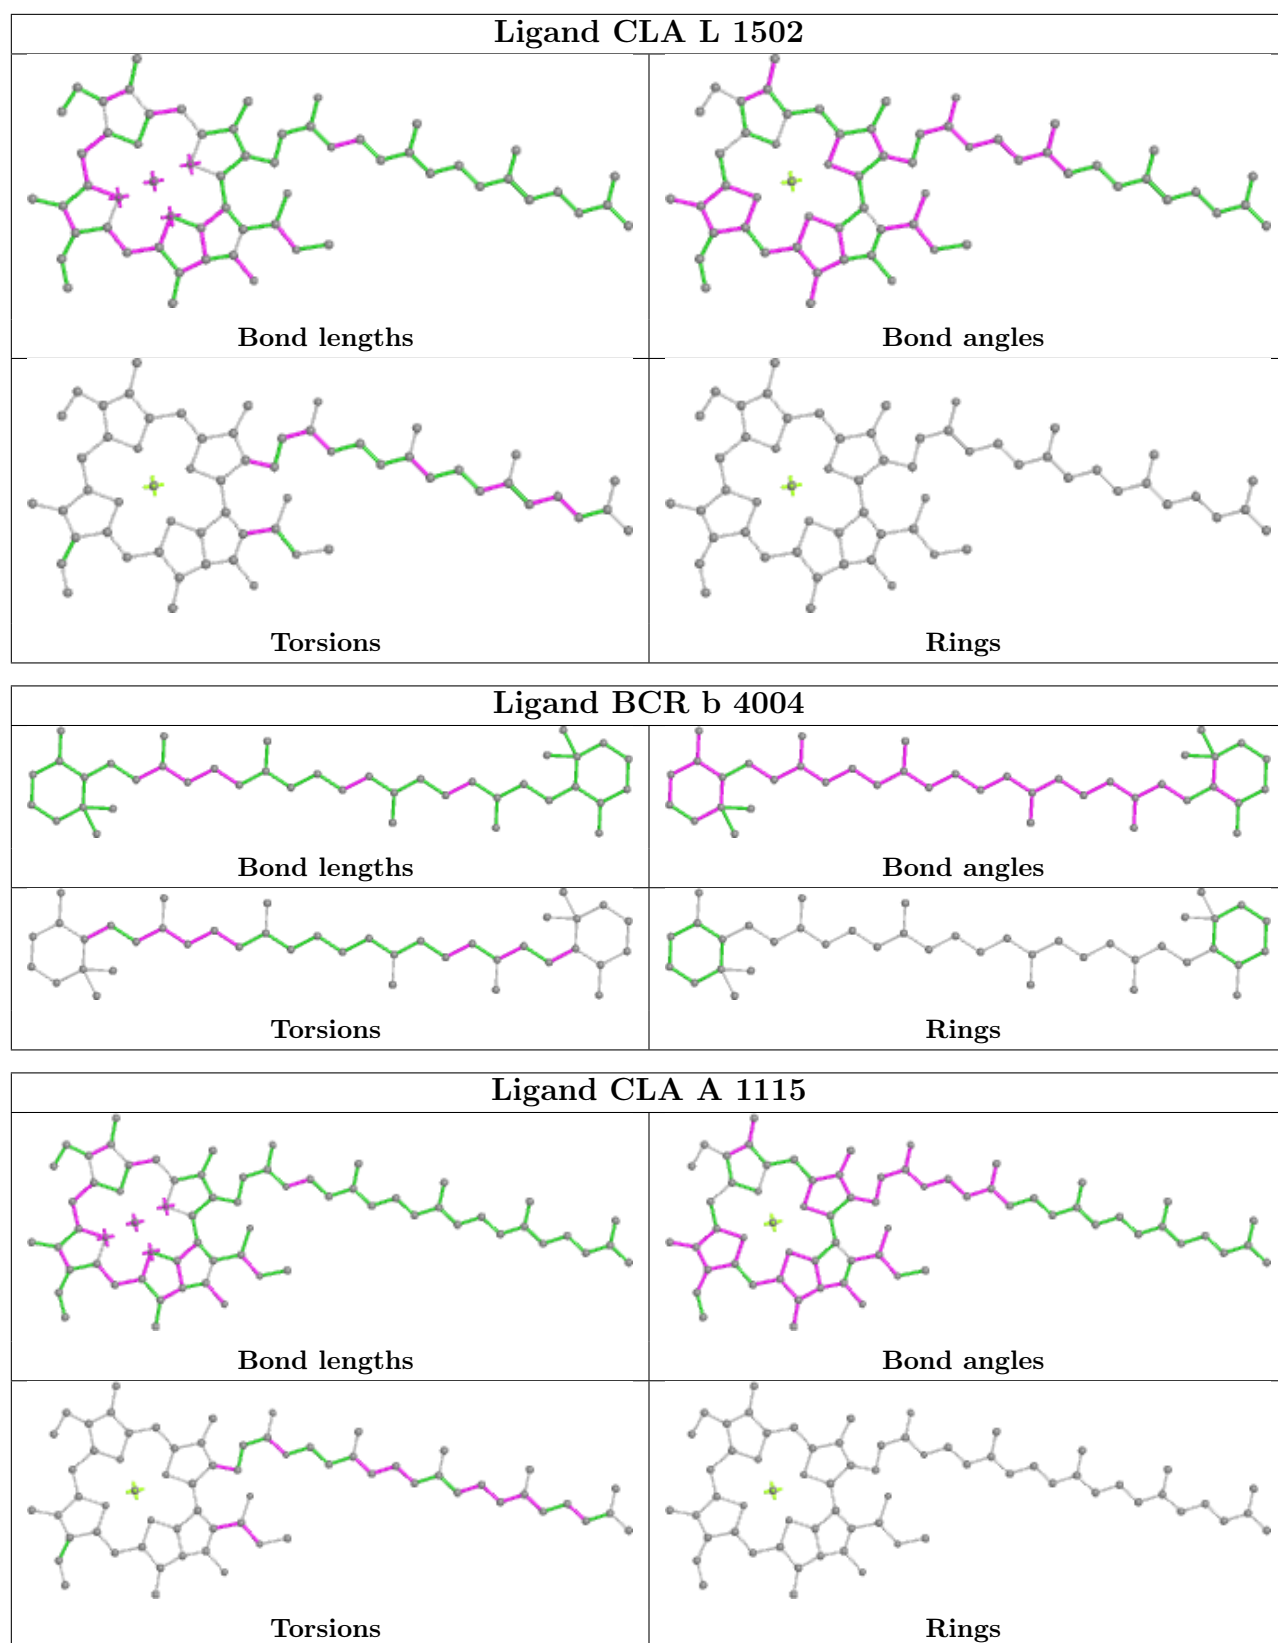 Ligand CLA L 1502
Bond lengths
Bond angles
Torsions
Rings
Ligand BCR b 4004
Bond lengths
Bond angles
Torsions
Rings
Ligand CLA A 1115
Bond lengths
Bond angles
Torsions
Rings